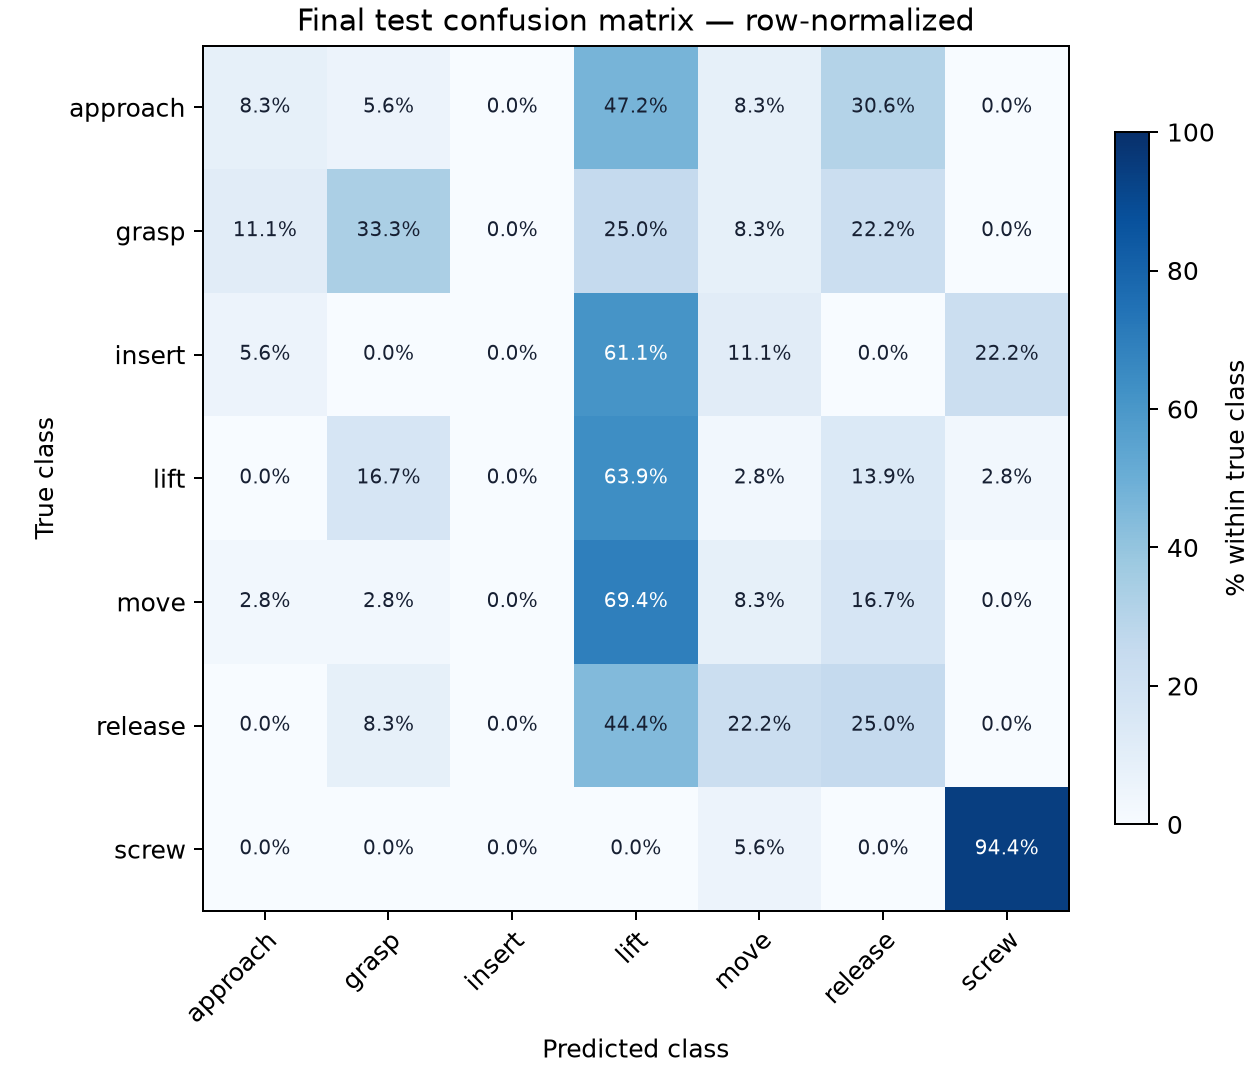 Final test confusion matrix — row-normalized
approach 8.3% 5.6% 0.0% 47.2% 8.3% 30.6% 0.0%
grasp 11.1% 33.3% 0.0% 25.0% 8.3% 22.2% 0.0%
insert 5.6% 0.0% 0.0% 61.1% 11.1% 0.0% 22.2%
lift 0.0% 16.7% 0.0% 63.9% 2.8% 13.9% 2.8%
move 2.8% 2.8% 0.0% 69.4% 8.3% 16.7% 0.0%
release 0.0% 8.3% 0.0% 44.4% 22.2% 25.0% 0.0%
screw 0.0% 0.0% 0.0% 0.0% 5.6% 0.0% 94.4%
approach grasp insert lift move release screw
Predicted class
True class
100
80
60
40
20
0
% within true class